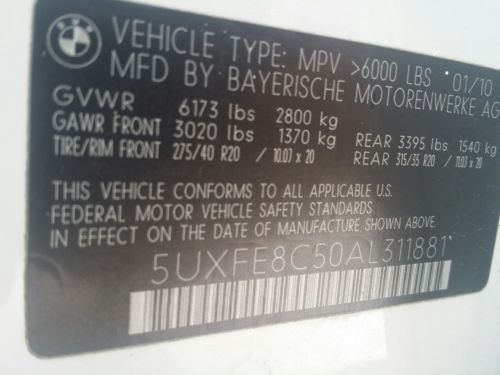 BMW
VEHICLE TYPE: MPV >6000 LBS 01/10
MFD BY BAYERISCHE MOTORENWERKE AG
GVWR 6173 lbs 2800 kg
GAWR FRONT 3020 lbs 1370 kg REAR 3395 lbs 1540 kg
TIRE/RIM FRONT 275/40 R20 / 10.0J × 20 REAR 315/35 R20 / 11.0J × 20
THIS VEHICLE CONFORMS TO ALL APPLICABLE U.S.
FEDERAL MOTOR VEHICLE SAFETY STANDARDS
IN EFFECT ON THE DATE OF MANUFACTURE SHOWN ABOVE
5UXFE8C50AL311881